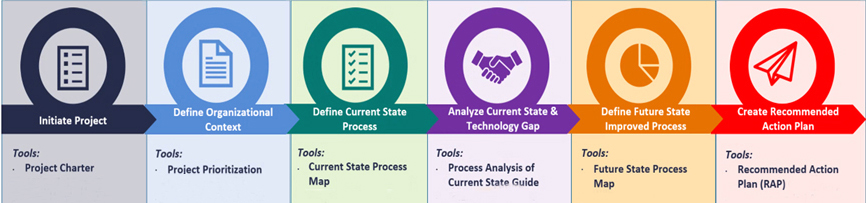 Initiate Project
Define Organizational
Context
Define Current State
Process
Analyze Current State &
Technology Gap
Define Future State
Improved Process
Create Recommended
Action Plan
Tools:
· Project Charter
Tools:
· Project Prioritization
Tools:
· Current State Process
Map
Tools:
· Process Analysis of
Current State Guide
Tools:
· Future State Process
Map
Tools:
· Recommended Action
Plan (RAP)